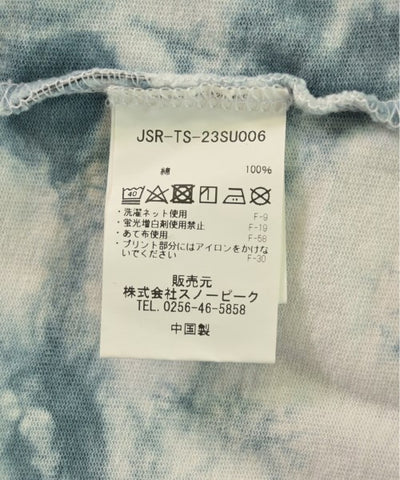 JSR-TS-23SU006
綿 100%
40
・洗濯ネット使用 F-9
・蛍光増白剤使用禁止 F-19
・あて布使用 F-58
・プリント部分にはアイロンをかけな
いでください F-30
販売元
株式会社スノーピーク
TEL.0256-46-5858
中国製